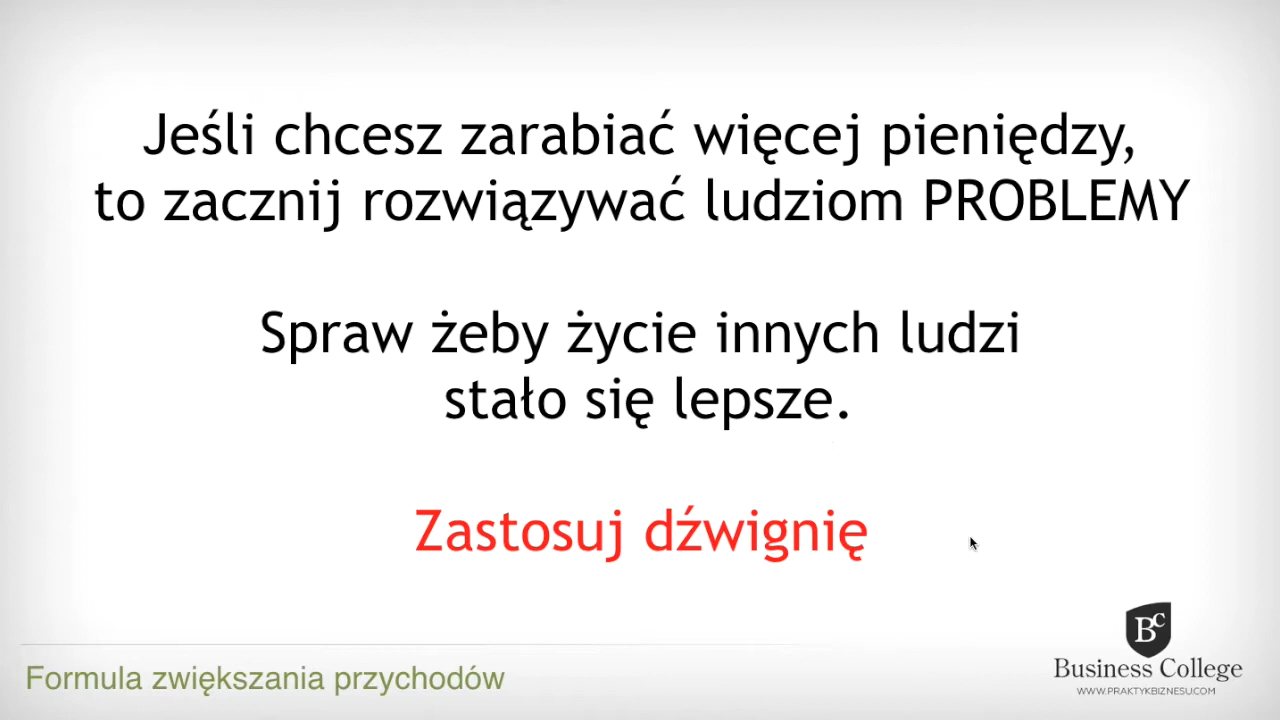 Jeśli chcesz zarabiać więcej pieniędzy,
to zacznij rozwiązywać ludziom PROBLEMY
Spraw żeby życie innych ludzi
stało się lepsze.
Zastosuj dźwignię
Formula zwiększania przychodów
Bc
Business College
WWW.PRAKTYKBIZNESU.COM